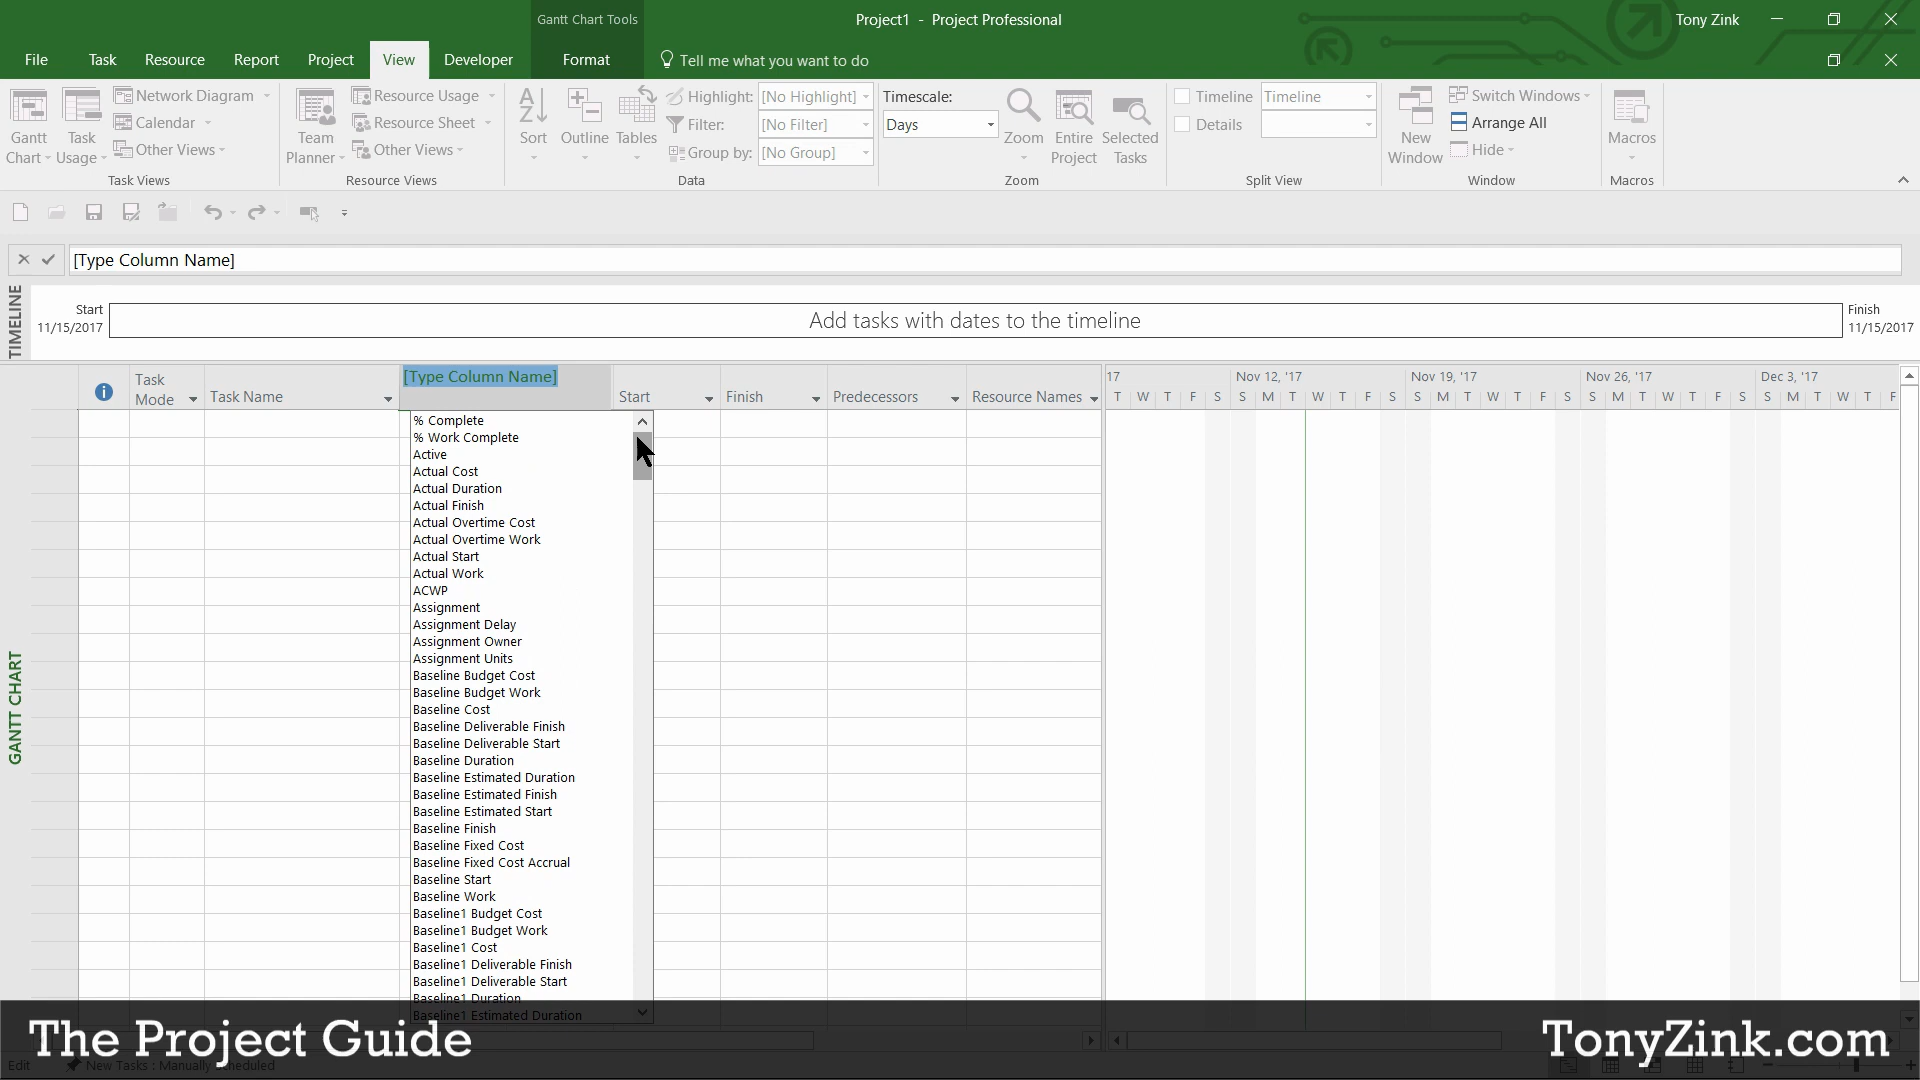 Gantt Chart Tools
Project1 - Project Professional
Tony Zink
File Task Resource Report Project View Developer Format Tell me what you want to do
Gantt Chart
Task Usage
Network Diagram
Calendar
Other Views
Task Views
Team Planner
Resource Usage
Resource Sheet
Other Views
Resource Views
Sort
Outline
Tables
Highlight: [No Highlight]
Filter: [No Filter]
Group by: [No Group]
Data
Timescale:
Days
Zoom
Entire Project
Selected Tasks
Zoom
Timeline Timeline
Details
Split View
New Window
Switch Windows
Arrange All
Hide
Window
Macros
Macros
[Type Column Name]
TIMELINE
Start
11/15/2017
Add tasks with dates to the timeline
Finish
11/15/2017
GANTT CHART
Task Mode
Task Name
[Type Column Name]
Start
Finish
Predecessors
Resource Names
17 Nov 12, '17 Nov 19, '17 Nov 26, '17 Dec 3, '17
T W T F S S M T W T F S S M T W T F S S M T W T F S S M T W T F
% Complete
% Work Complete
Active
Actual Cost
Actual Duration
Actual Finish
Actual Overtime Cost
Actual Overtime Work
Actual Start
Actual Work
ACWP
Assignment
Assignment Delay
Assignment Owner
Assignment Units
Baseline Budget Cost
Baseline Budget Work
Baseline Cost
Baseline Deliverable Finish
Baseline Deliverable Start
Baseline Duration
Baseline Estimated Duration
Baseline Estimated Finish
Baseline Estimated Start
Baseline Finish
Baseline Fixed Cost
Baseline Fixed Cost Accrual
Baseline Start
Baseline Work
Baseline1 Budget Cost
Baseline1 Budget Work
Baseline1 Cost
Baseline1 Deliverable Finish
Baseline1 Deliverable Start
Baseline1 Duration
Baseline1 Estimated Duration
The Project Guide
TonyZink.com
Edit
New Tasks : Manually Scheduled